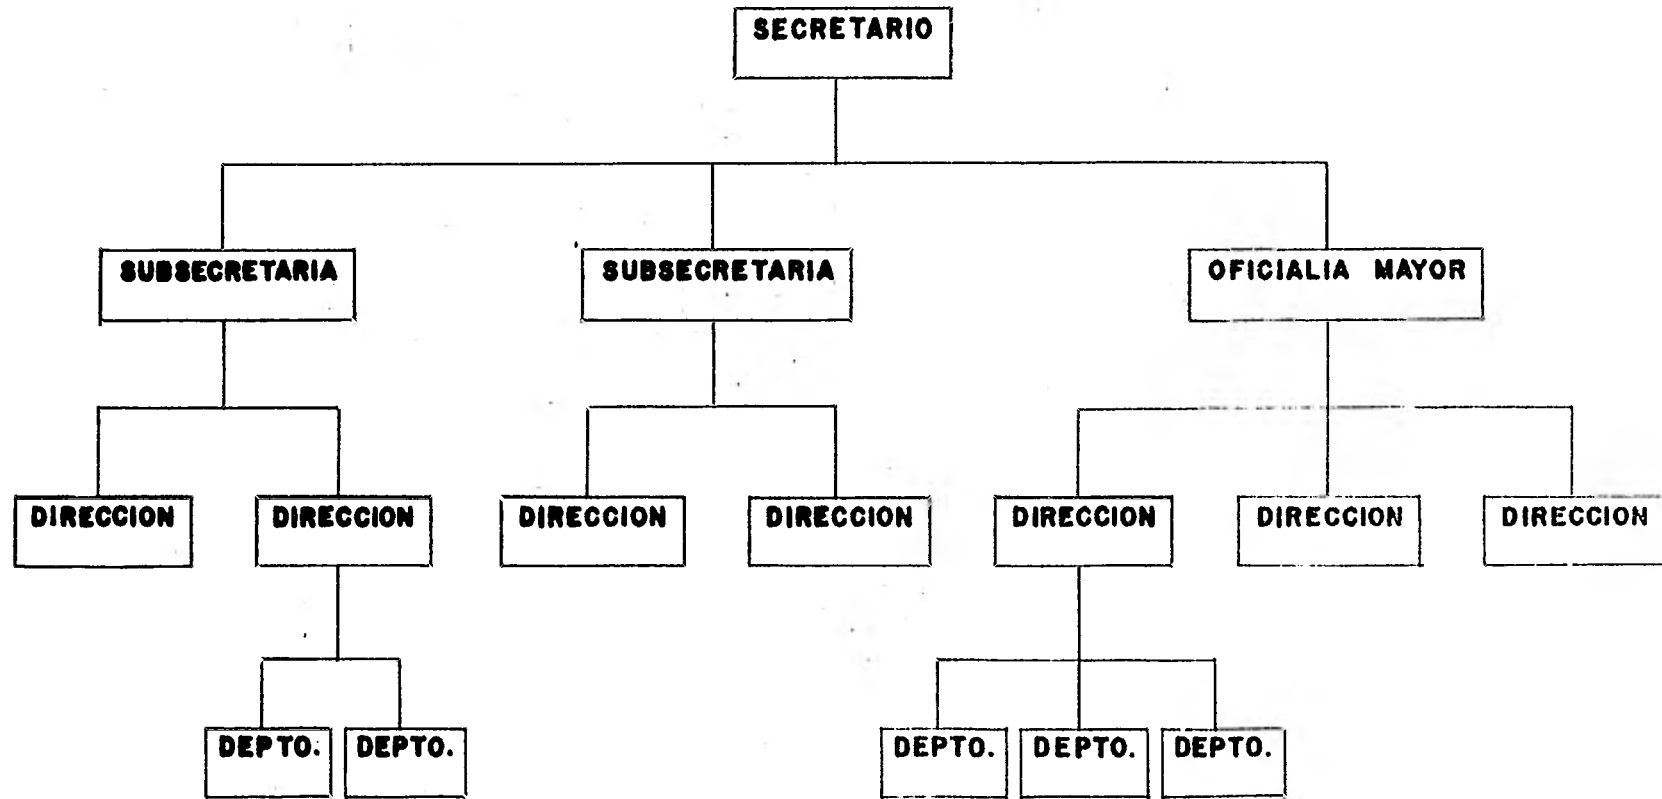 SECRETARIO
SUBSECRETARIA SUBSECRETARIA OFICIALIA MAYOR
DIRECCION DIRECCION DIRECCION DIRECCION DIRECCION DIRECCION DIRECCION
DEPTO. DEPTO. DEPTO. DEPTO. DEPTO.